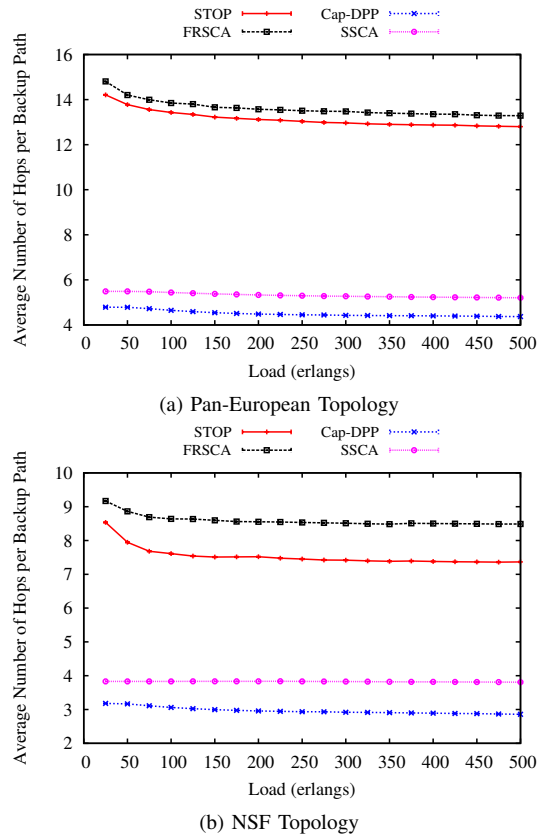 STOP
FRSCA
Cap-DPP
SSCA
Average Number of Hops per Backup Path
16
14
12
10
8
6
4
0 50 100 150 200 250 300 350 400 450 500
Load (erlangs)
(a) Pan-European Topology
STOP
FRSCA
Cap-DPP
SSCA
Average Number of Hops per Backup Path
10
9
8
7
6
5
4
3
2
0 50 100 150 200 250 300 350 400 450 500
Load (erlangs)
(b) NSF Topology